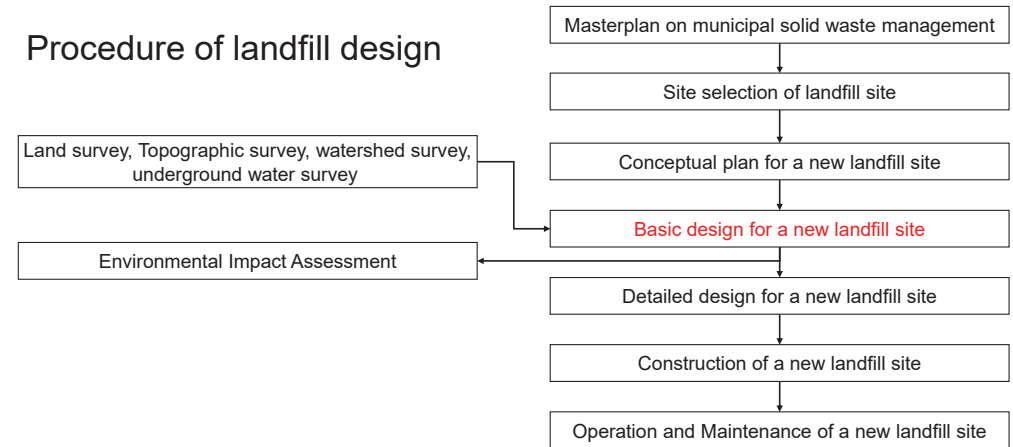 Procedure of landfill design
Masterplan on municipal solid waste management
Site selection of landfill site
Land survey, Topographic survey, watershed survey,
underground water survey
Conceptual plan for a new landfill site
Basic design for a new landfill site
Environmental Impact Assessment
Detailed design for a new landfill site
Construction of a new landfill site
Operation and Maintenance of a new landfill site